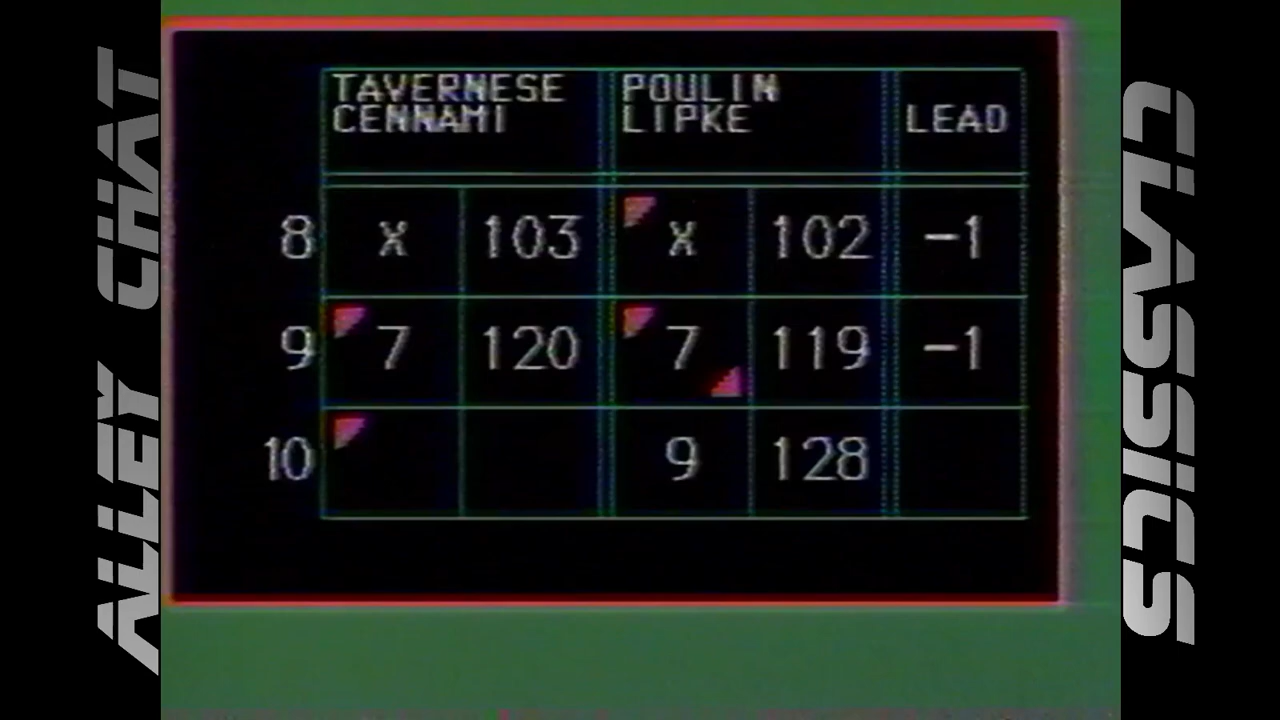 ALLEY CHAT
TAVERNESE
CENNAMI
POULIN
LIPKE
LEAD
8 X 103 X 102 -1
9 7 120 7 119 -1
10 9 128
CLASSICS